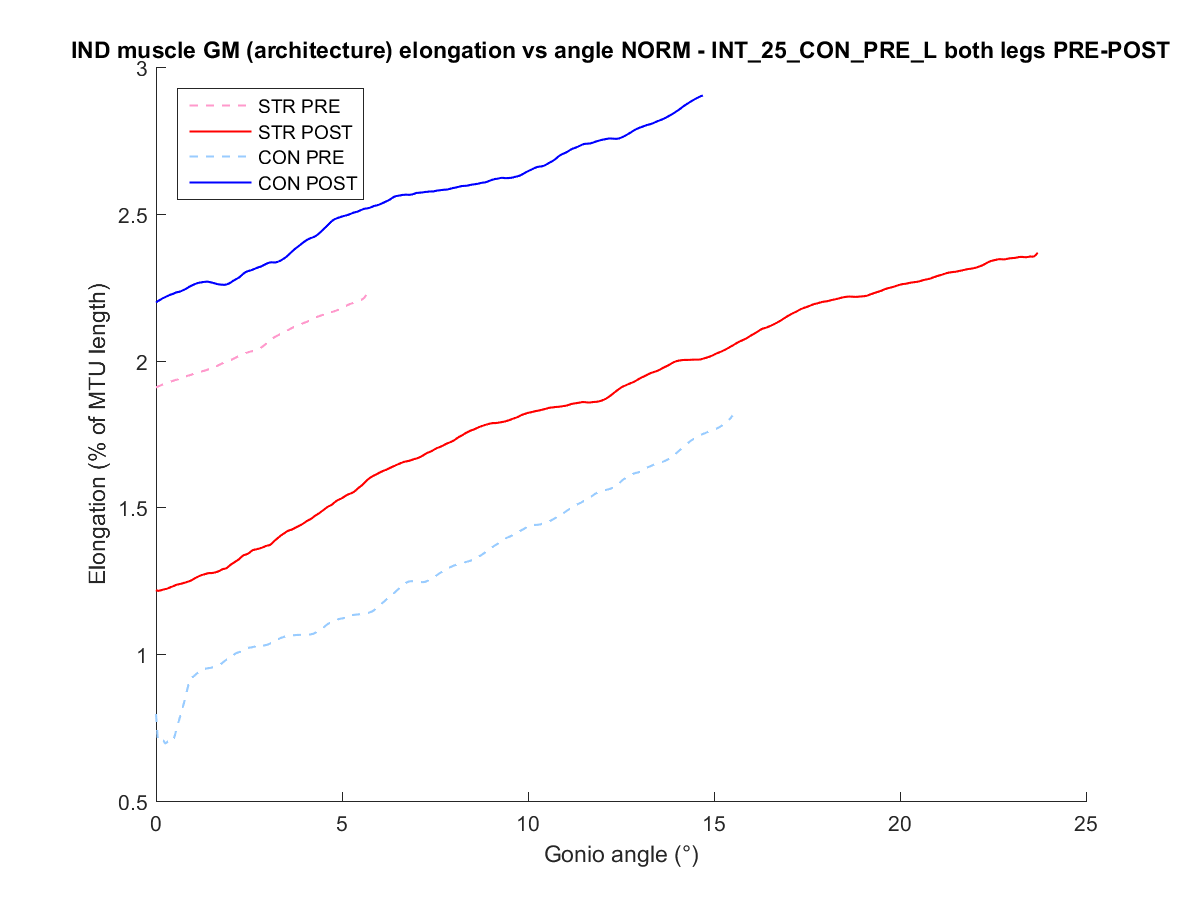 IND muscle GM (architecture) elongation vs angle NORM - INT_25_CON_PRE_L both legs PRE-POST
3
STR PRE
STR POST
CON PRE
CON POST
2.5
2
1.5
1
0.5
Elongation (% of MTU length)
0 5 10 15 20 25
Gonio angle (°)